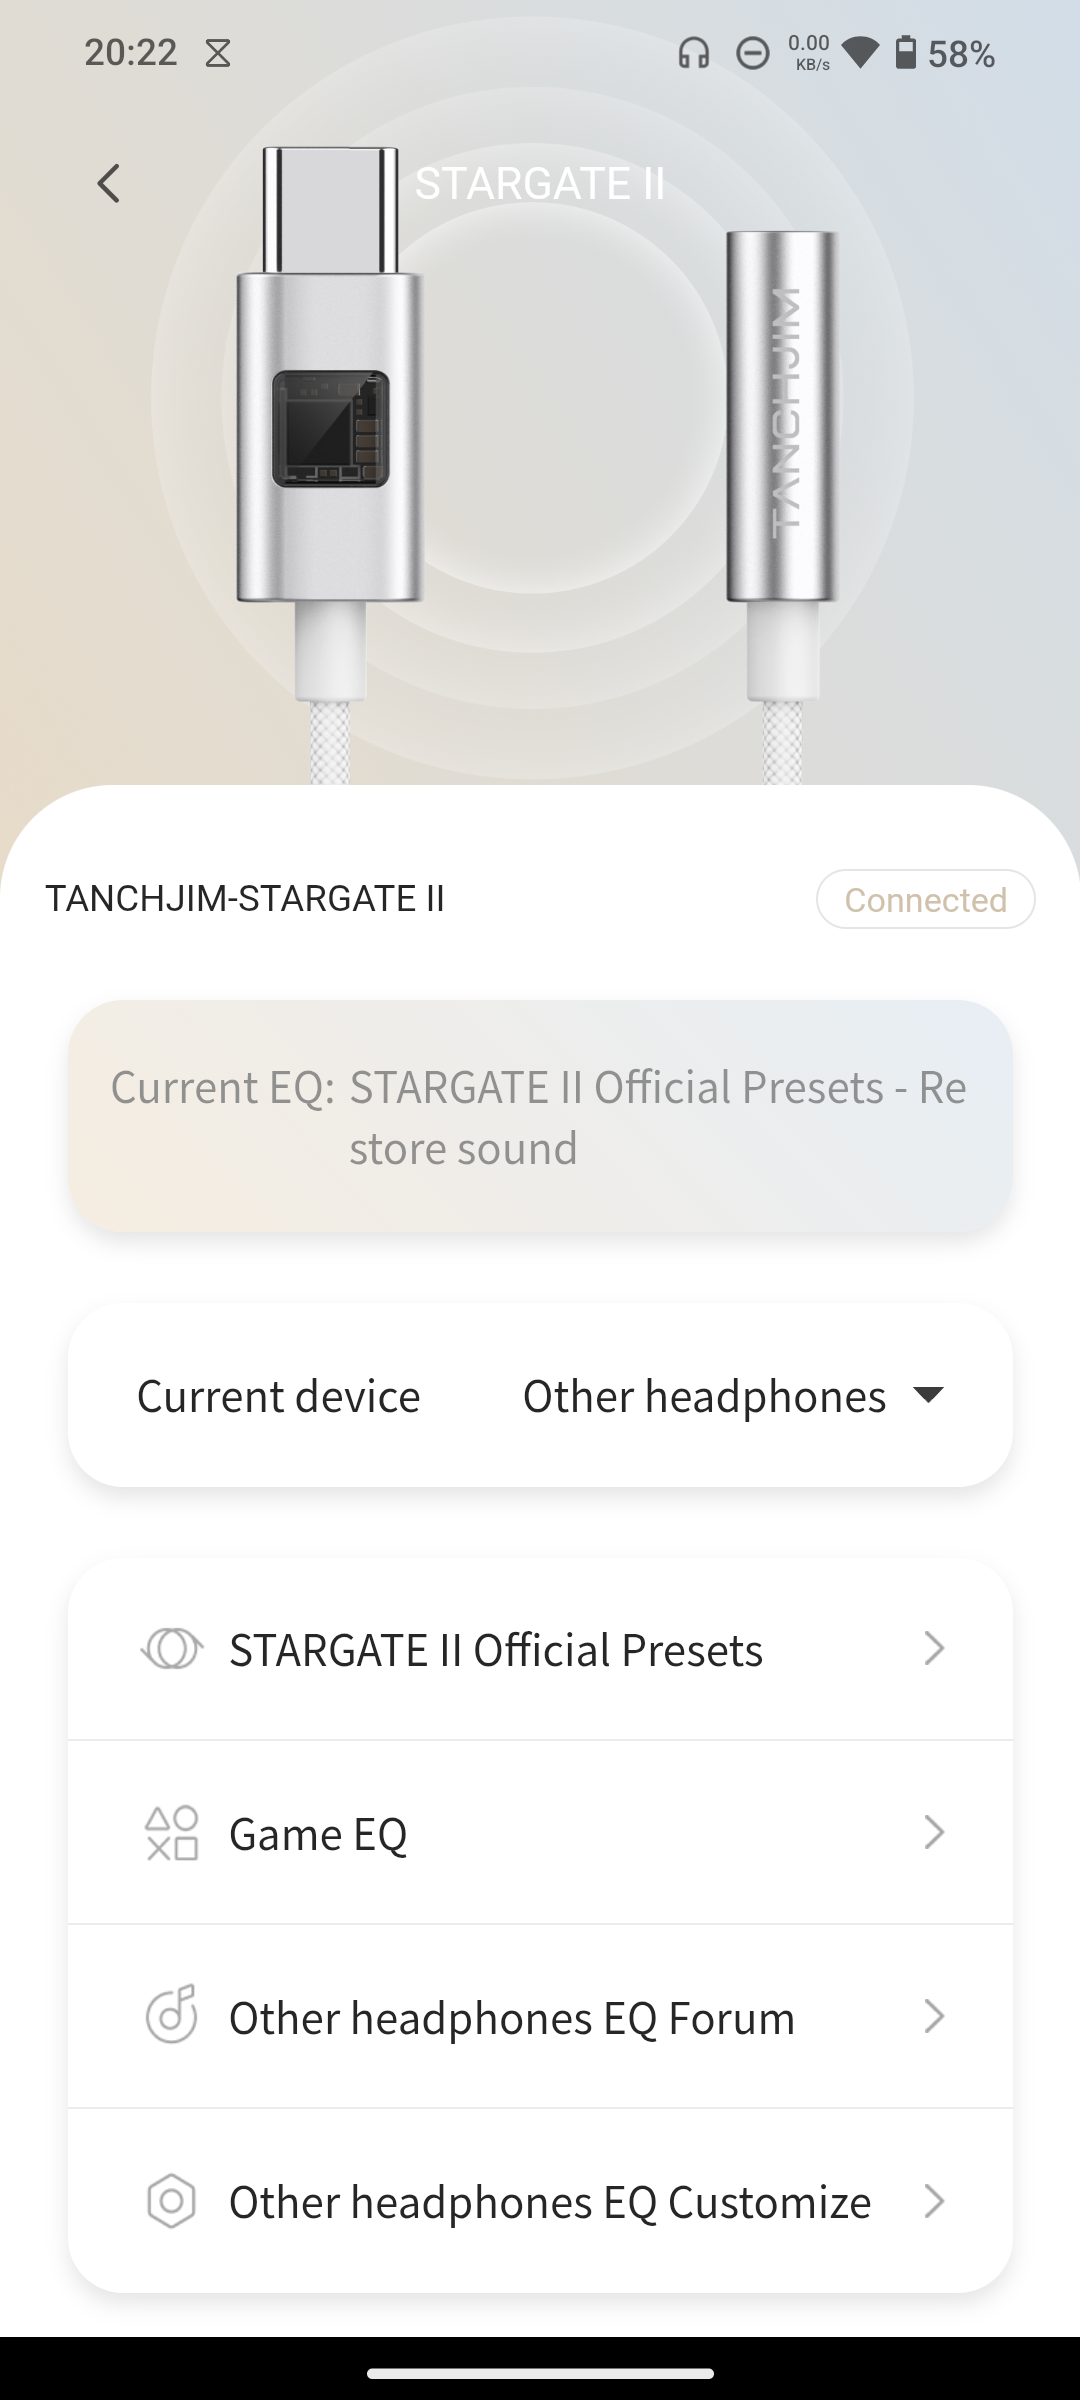 20:22
0.00
KB/s
58%
STARGATE II
TANCHJIM
TANCHJIM-STARGATE II
Connected
Current EQ: STARGATE II Official Presets - Re
store sound
Current device
Other headphones
STARGATE II Official Presets
Game EQ
Other headphones EQ Forum
Other headphones EQ Customize